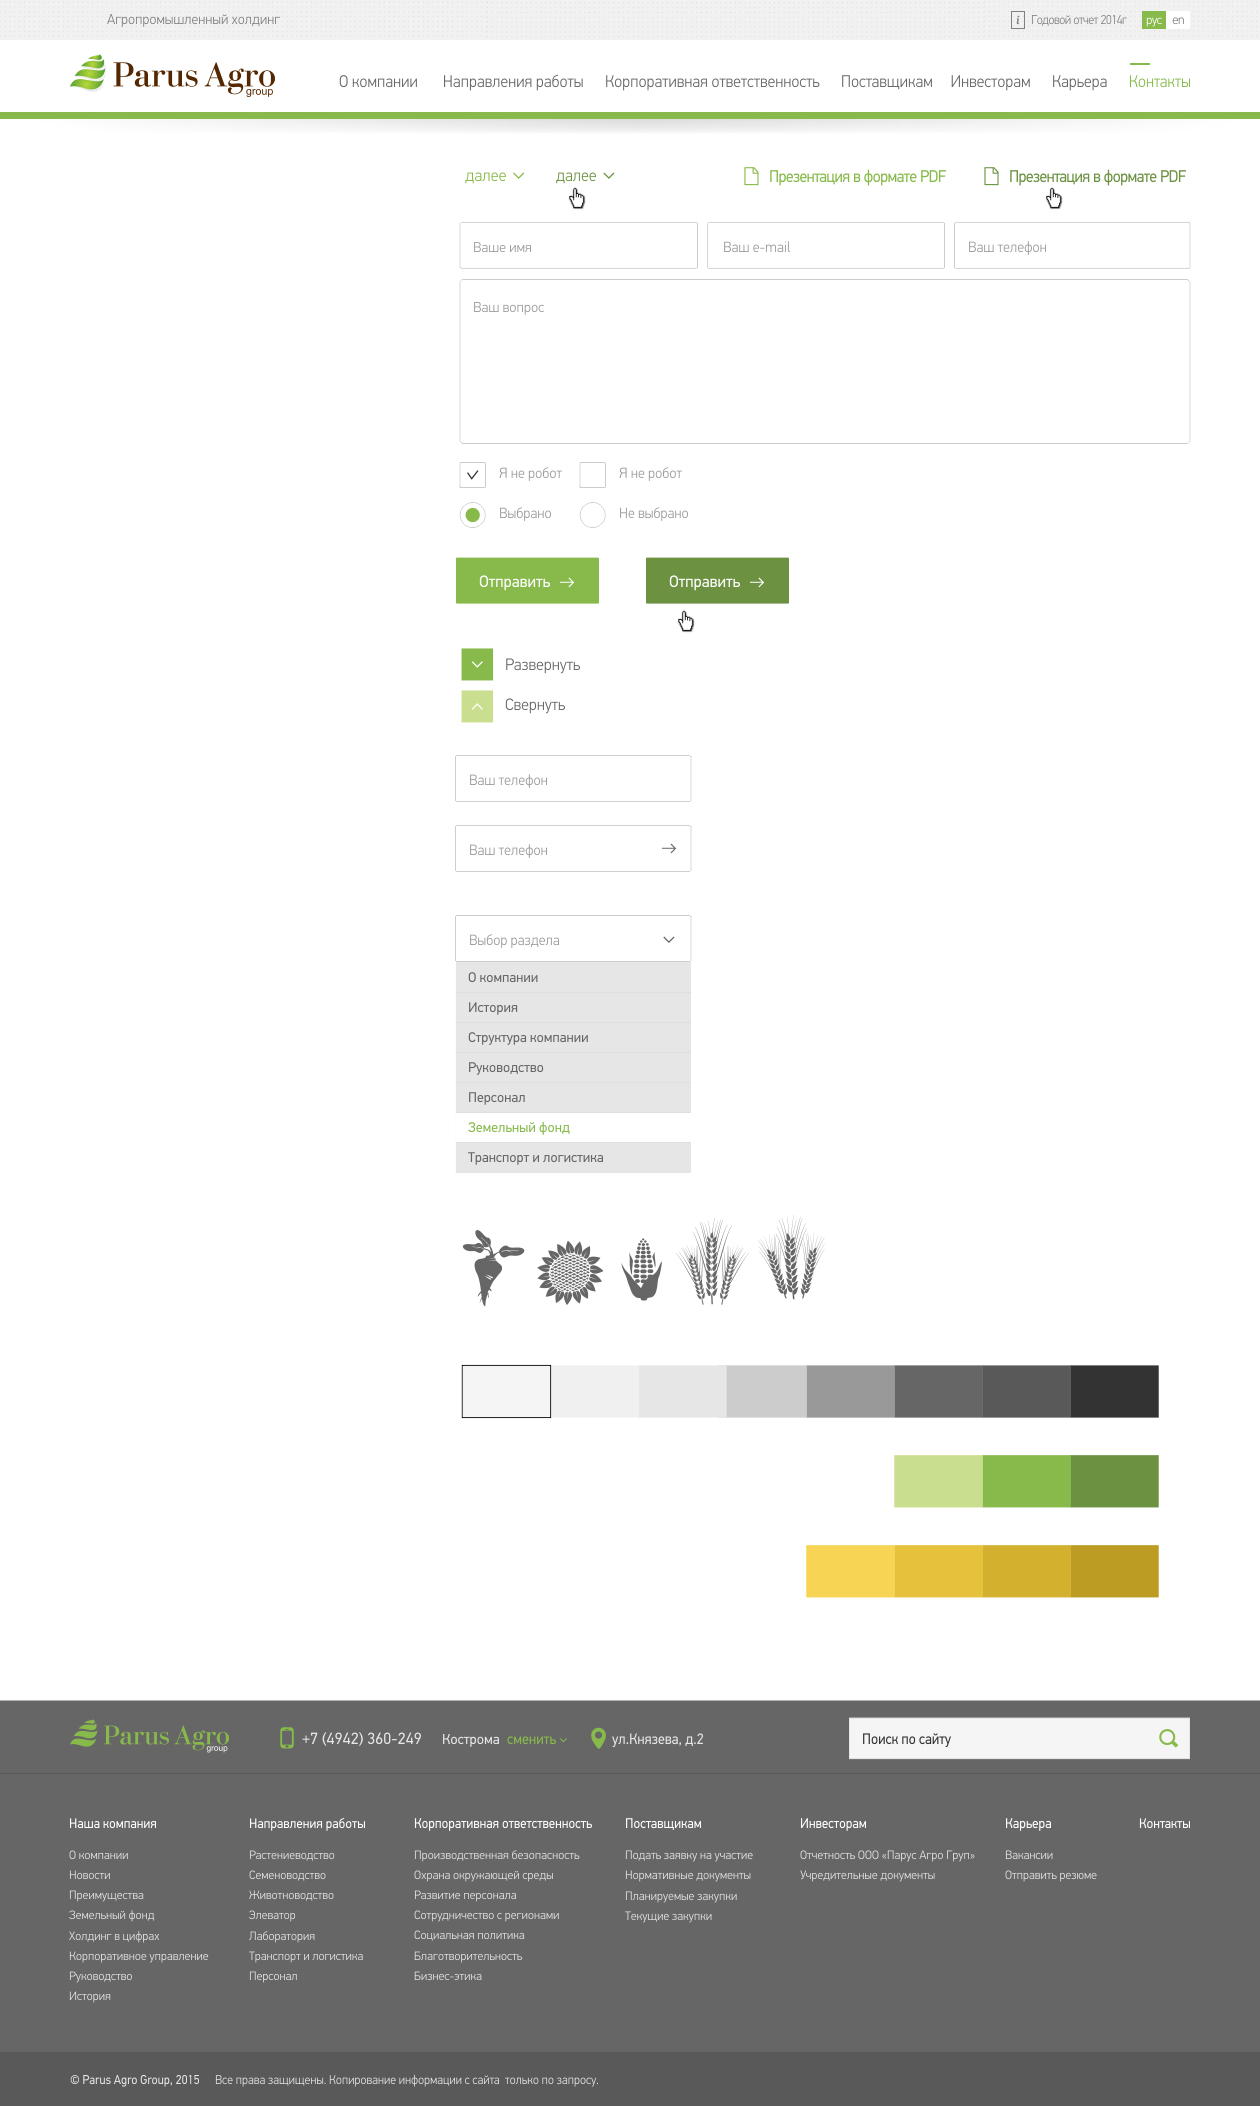 Агропромышленный холдинг
i Годовой отчет 2014г рус en
Parus Agro group
О компании Направления работы Корпоративная ответственность Поставщикам Инвесторам Карьера Контакты
далее далее Презентация в формате PDF Презентация в формате PDF
Ваше имя Ваш e-mail Ваш телефон
Ваш вопрос
Я не робот Я не робот
Выбрано Не выбрано
Отправить Отправить
Развернуть
Свернуть
Ваш телефон
Ваш телефон
Выбор раздела
О компании
История
Структура компании
Руководство
Персонал
Земельный фонд
Транспорт и логистика
Parus Agro group +7 (4942) 360-249 Кострома сменить ул.Князева, д.2 Поиск по сайту
Наша компания
О компании
Новости
Преимущества
Земельный фонд
Холдинг в цифрах
Корпоративное управление
Руководство
История
Направления работы
Растениеводство
Семеноводство
Животноводство
Элеватор
Лаборатория
Транспорт и логистика
Персонал
Корпоративная ответственность
Производственная безопасность
Охрана окружающей среды
Развитие персонала
Сотрудничество с регионами
Социальная политика
Благотворительность
Бизнес-этика
Поставщикам
Подать заявку на участие
Нормативные документы
Планируемые закупки
Текущие закупки
Инвесторам
Отчетность ООО «Парус Агро Груп»
Учредительные документы
Карьера
Вакансии
Отправить резюме
Контакты
© Parus Agro Group, 2015 Все права защищены. Копирование информации с сайта только по запросу.